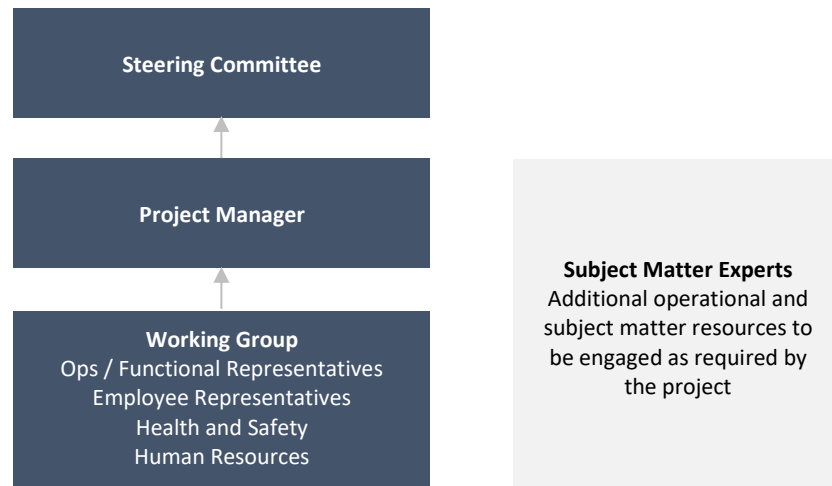 Steering Committee
Project Manager
Working Group
Ops / Functional Representatives
Employee Representatives
Health and Safety
Human Resources
Subject Matter Experts
Additional operational and
subject matter resources to
be engaged as required by
the project